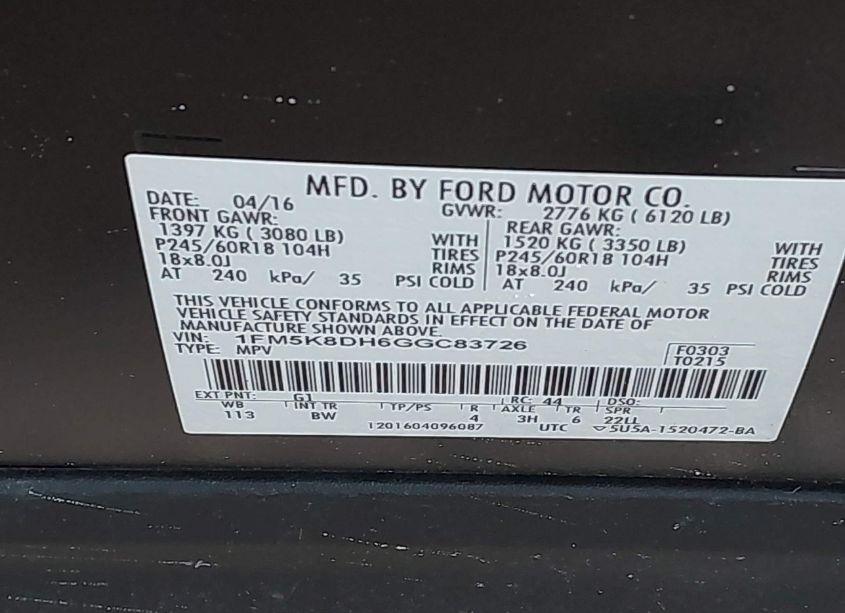 MFD. BY FORD MOTOR CO.
DATE: 04/16 GVWR: 2776 KG ( 6120 LB)
FRONT GAWR: REAR GAWR:
1397 KG ( 3080 LB) WITH 1520 KG ( 3350 LB) WITH
P245/60R18 104H TIRES P245/60R18 104H TIRES
18x8.0J RIMS 18x8.0J RIMS
AT 240 kPa/ 35 PSI COLD AT 240 kPa/ 35 PSI COLD
THIS VEHICLE CONFORMS TO ALL APPLICABLE FEDERAL MOTOR
VEHICLE SAFETY STANDARDS IN EFFECT ON THE DATE OF
MANUFACTURE SHOWN ABOVE.
VIN: 1FM5K8DH6GGC83726
TYPE: MPV
F0303
T0215
EXT PNT: G1 RC: 44 DSO:
WB INT TR TP/PS R AXLE TR SPR
113 BW 4 3H 6 22LL
1201604096087 UTC ▽5U5A-1520472-BA